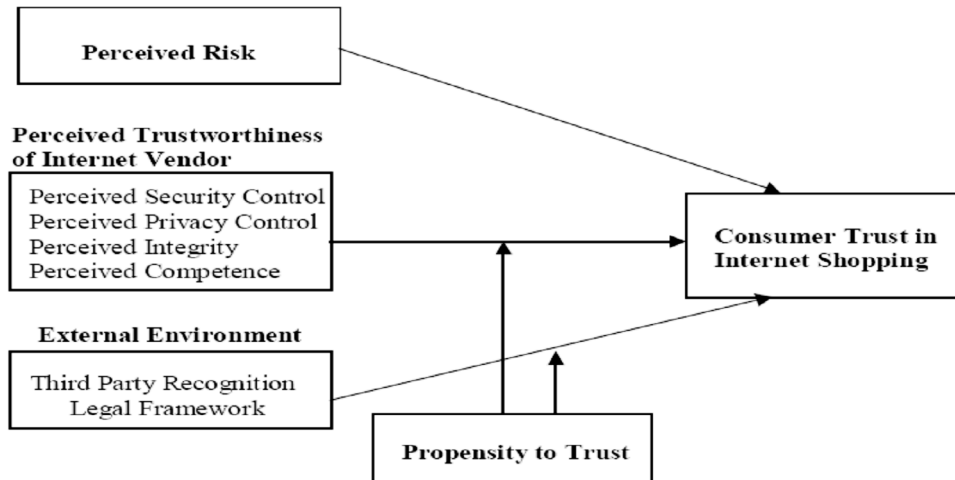 Perceived Risk
Perceived Trustworthiness
of Internet Vendor
Perceived Security Control
Perceived Privacy Control
Perceived Integrity
Perceived Competence
Consumer Trust in
Internet Shopping
External Environment
Third Party Recognition
Legal Framework
Propensity to Trust